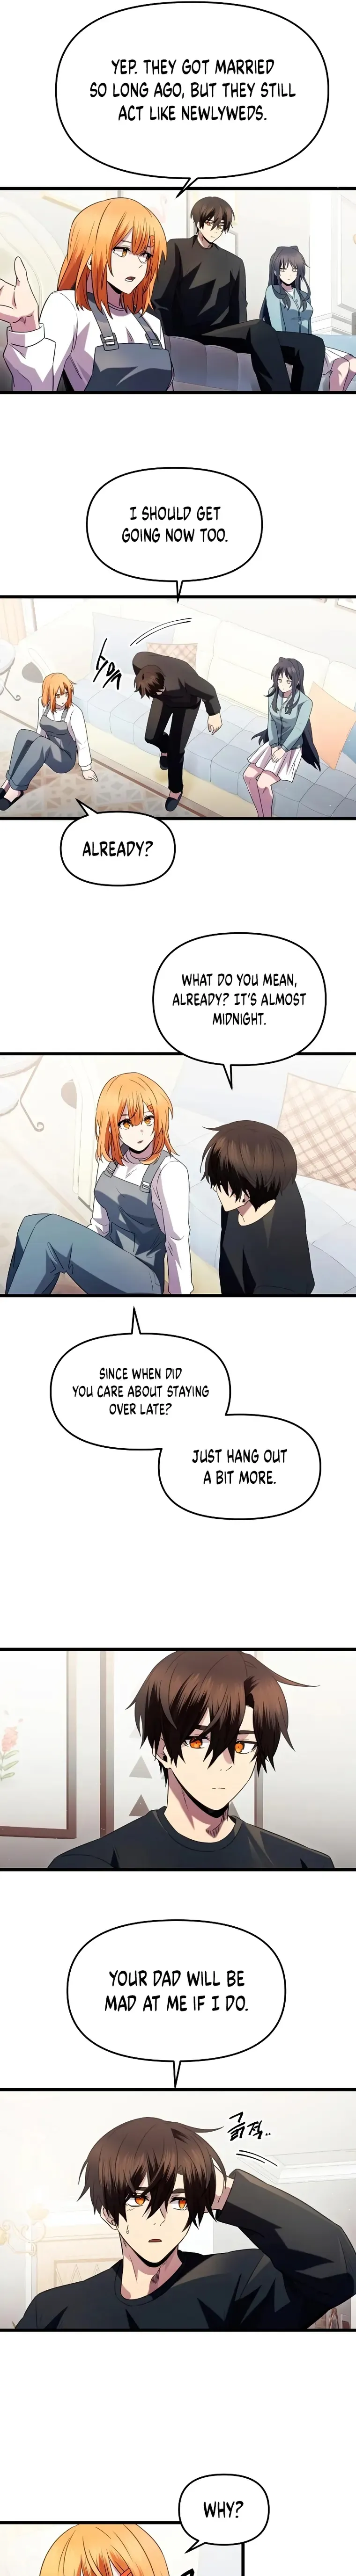 YEP. THEY GOT MARRIED
SO LONG AGO, BUT THEY STILL
ACT LIKE NEWLYWEDS.
I SHOULD GET
GOING NOW TOO.
ALREADY?
WHAT DO YOU MEAN,
ALREADY? IT'S ALMOST
MIDNIGHT.
SINCE WHEN DID
YOU CARE ABOUT STAYING
OVER LATE?
JUST HANG OUT
A BIT MORE.
YOUR DAD WILL BE
MAD AT ME IF I DO.
긁적..
WHY?